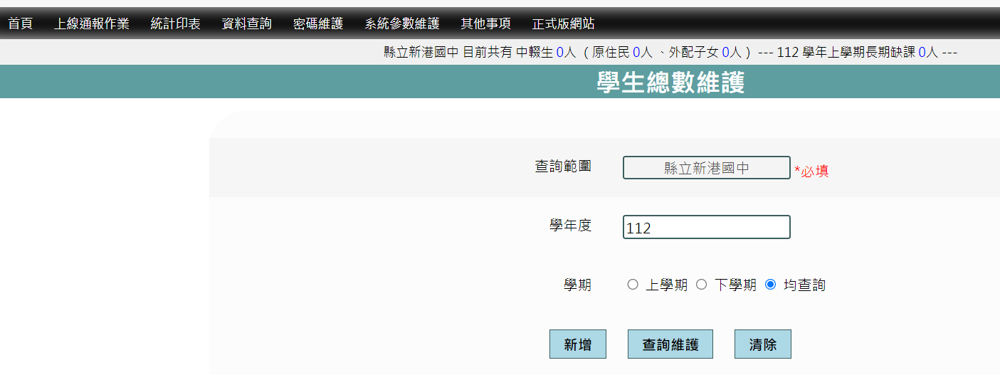 首頁 上線通報作業 統計印表 資料查詢 密碼維護 系統參數維護 其他事項 正式版網站
縣立新港國中 目前共有 中輟生 0人 （ 原住民 0人 、外配子女 0人 ） --- 112 學年上學期長期缺課 0人 ---
學生總數維護
查詢範圍 縣立新港國中 *必填
學年度 112
學期 上學期 下學期 均查詢
新增 查詢維護 清除